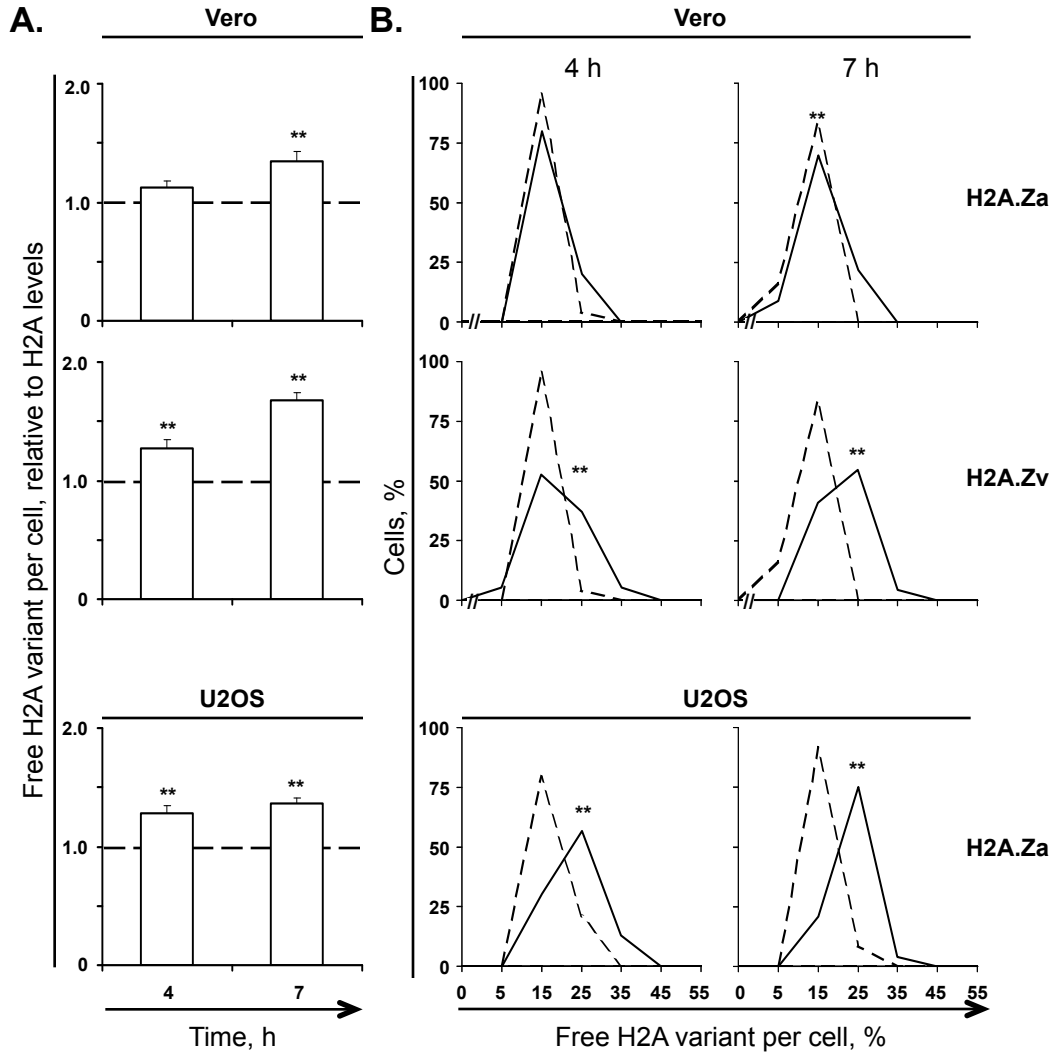 A.
Vero
B.
Vero
4 h
7 h
Free H2A variant per cell, relative to H2A levels
2.0
**
1.0
0
100
75
50
25
0
**
H2A.Za
2.0
**
**
1.0
0
Cells, %
100
75
50
25
0
**
**
H2A.Zv
U2OS
U2OS
2.0
**
**
1.0
0
4
7
Time, h
100
75
50
25
0
**
**
H2A.Za
0 5 15 25 35 45 55
0 5 15 25 35 45 55
Free H2A variant per cell, %